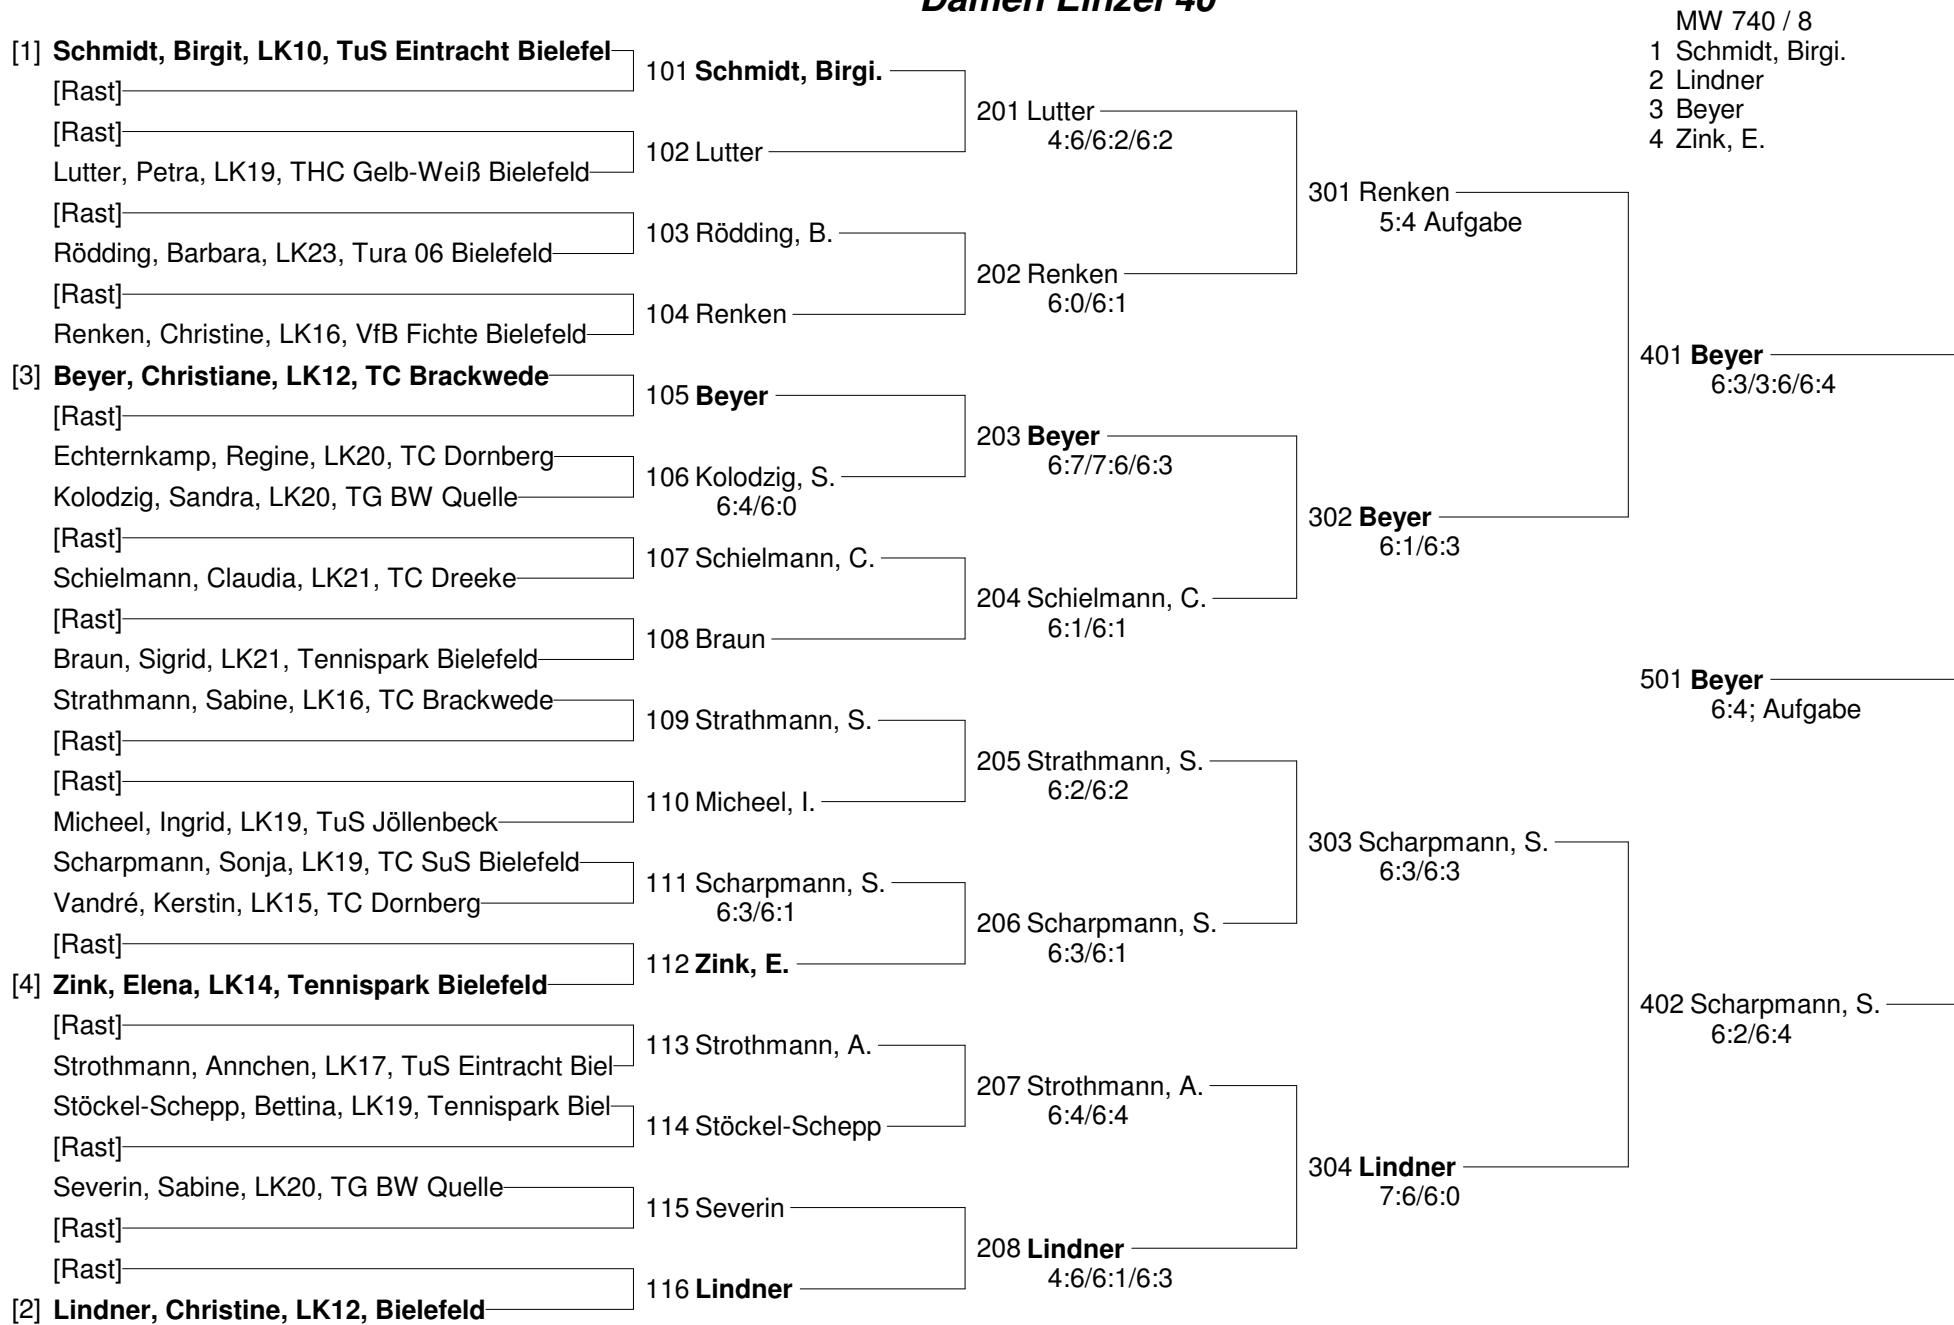 Damen Einzel 40
MW 740 / 8
1 Schmidt, Birgi.
2 Lindner
3 Beyer
4 Zink, E.
[1] Schmidt, Birgit, LK10, TuS Eintracht Bielefel
[Rast]
[Rast]
Lutter, Petra, LK19, THC Gelb-Weiß Bielefeld
[Rast]
Rödding, Barbara, LK23, Tura 06 Bielefeld
[Rast]
Renken, Christine, LK16, VfB Fichte Bielefeld
[3] Beyer, Christiane, LK12, TC Brackwede
[Rast]
Echternkamp, Regine, LK20, TC Dornberg
Kolodzig, Sandra, LK20, TG BW Quelle
[Rast]
Schielmann, Claudia, LK21, TC Dreeke
[Rast]
Braun, Sigrid, LK21, Tennispark Bielefeld
Strathmann, Sabine, LK16, TC Brackwede
[Rast]
[Rast]
Micheel, Ingrid, LK19, TuS Jöllenbeck
Scharpmann, Sonja, LK19, TC SuS Bielefeld
Vandré, Kerstin, LK15, TC Dornberg
[Rast]
[4] Zink, Elena, LK14, Tennispark Bielefeld
[Rast]
Strothmann, Annchen, LK17, TuS Eintracht Biel
Stöckel-Schepp, Bettina, LK19, Tennispark Biel
[Rast]
Severin, Sabine, LK20, TG BW Quelle
[Rast]
[Rast]
[2] Lindner, Christine, LK12, Bielefeld
101 Schmidt, Birgi.
102 Lutter
103 Rödding, B.
104 Renken
105 Beyer
106 Kolodzig, S.
6:4/6:0
107 Schielmann, C.
108 Braun
109 Strathmann, S.
110 Micheel, I.
111 Scharpmann, S.
6:3/6:1
112 Zink, E.
113 Strothmann, A.
114 Stöckel-Schepp
115 Severin
116 Lindner
201 Lutter
4:6/6:2/6:2
202 Renken
6:0/6:1
203 Beyer
6:7/7:6/6:3
204 Schielmann, C.
6:1/6:1
205 Strathmann, S.
6:2/6:2
206 Scharpmann, S.
6:3/6:1
207 Strothmann, A.
6:4/6:4
208 Lindner
4:6/6:1/6:3
301 Renken
5:4 Aufgabe
302 Beyer
6:1/6:3
303 Scharpmann, S.
6:3/6:3
304 Lindner
7:6/6:0
401 Beyer
6:3/3:6/6:4
501 Beyer
6:4; Aufgabe
402 Scharpmann, S.
6:2/6:4